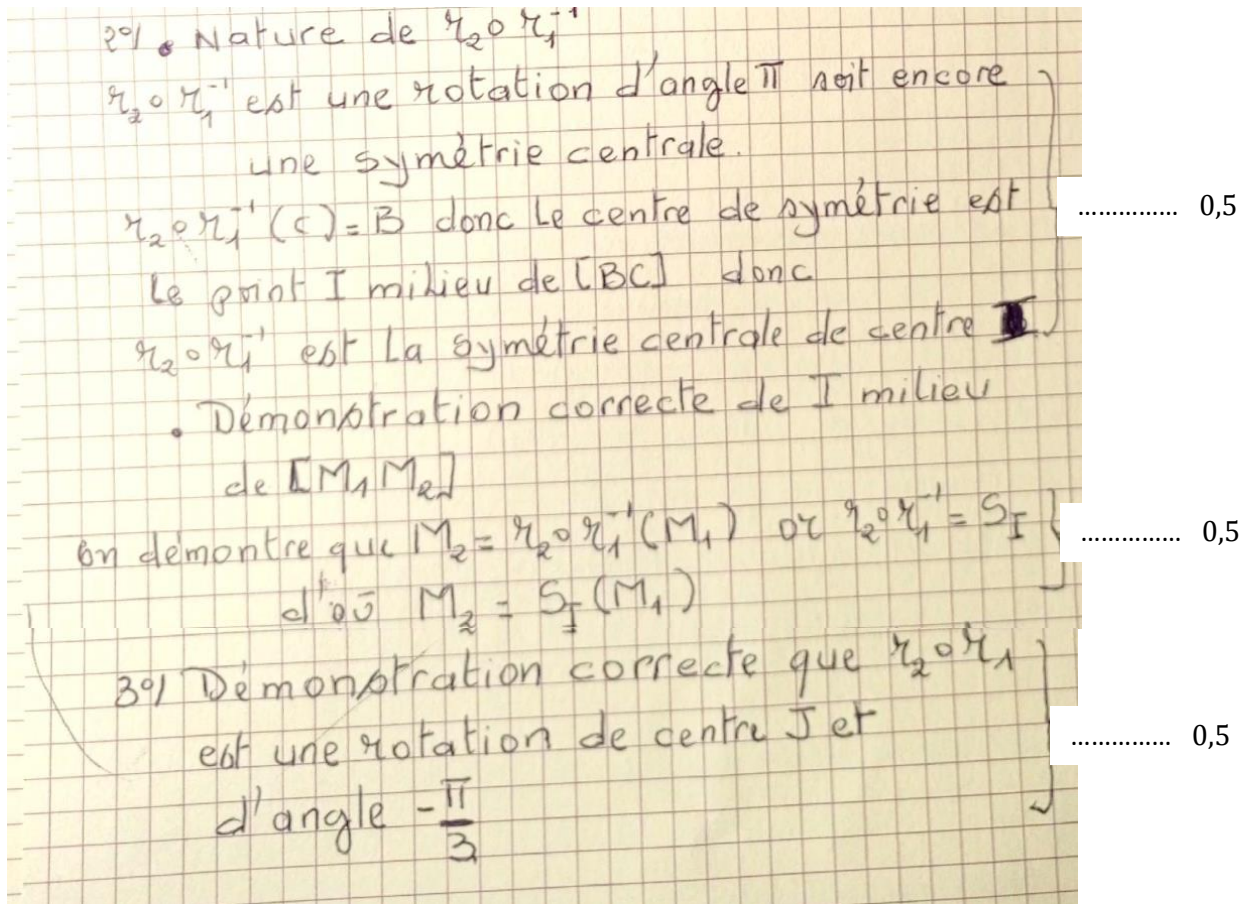 2°/ • Nature de r₂ o r₁⁻¹
r₂ o r₁⁻¹ est une rotation d'angle π soit encore
une symétrie centrale.
r₂ o r₁⁻¹ (C) = B donc Le centre de symétrie est
............... 0,5
Le point I milieu de [BC] donc
r₂ o r₁⁻¹ est La symétrie centrale de centre I.
• Démonstration correcte de I milieu
de [M₁ M₂]
on démontre que M₂ = r₂ o r₁⁻¹ (M₁) or r₂ o r₁⁻¹ = S_I
............... 0,5
d'où M₂ = S_I (M₁)
3°/ Démonstration correcte que r₂ o r₁
est une rotation de centre J et
............... 0,5
d'angle -π/3